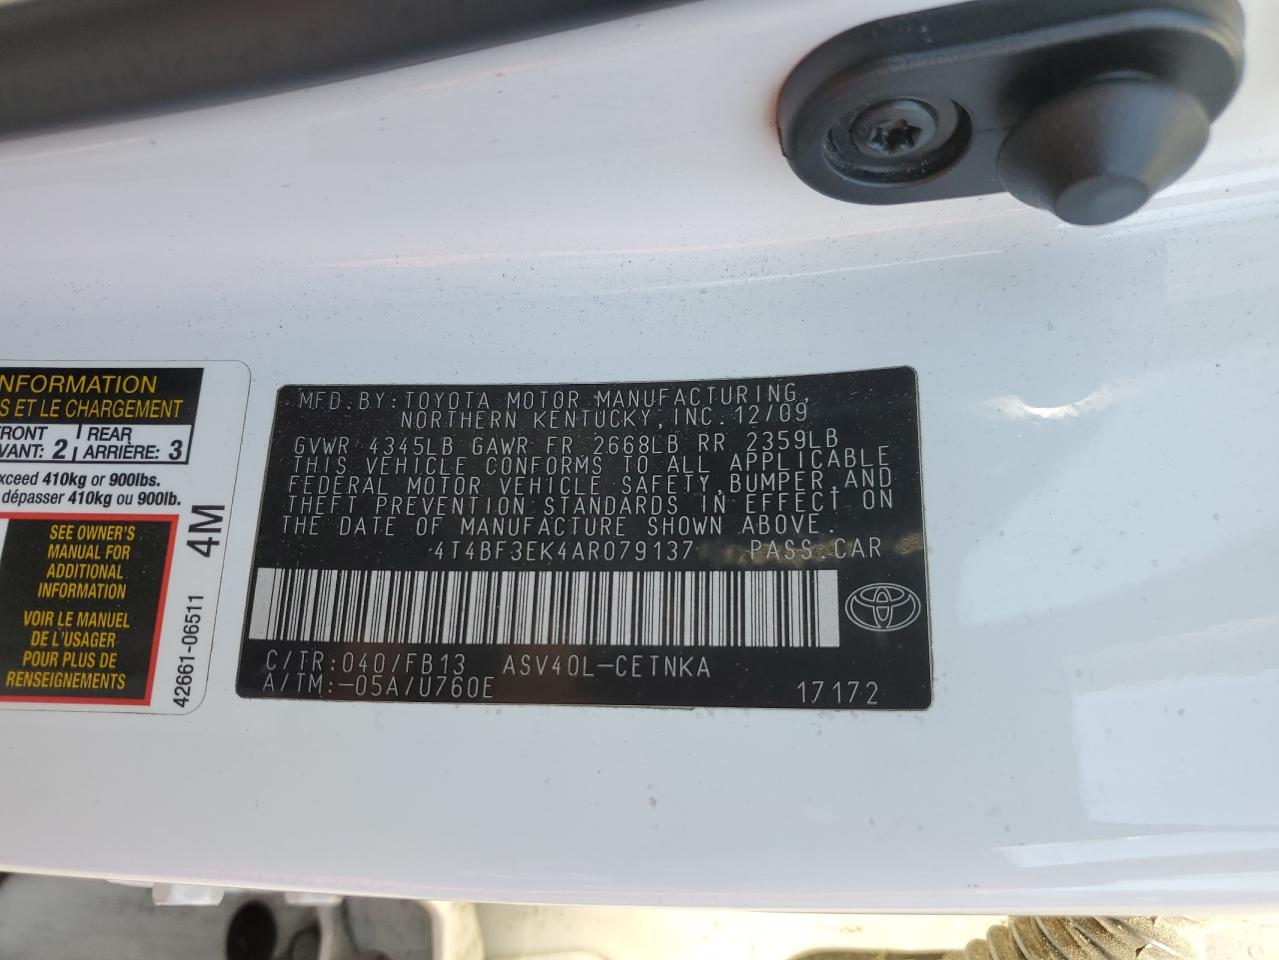 NFORMATION
S ET LE CHARGEMENT
FRONT
VANT: 2
REAR
ARRIÈRE: 3
xceed 410kg or 900lbs.
dépasser 410kg ou 900lb.
SEE OWNER'S
MANUAL FOR
ADDITIONAL
INFORMATION
VOIR LE MANUEL
DE L'USAGER
POUR PLUS DE
RENSEIGNEMENTS
4M
42661-06511
MFD.BY:TOYOTA MOTOR MANUFACTURING,
NORTHERN KENTUCKY,INC.12/09
GVWR 4345LB GAWR FR 2668LB RR 2359LB
THIS VEHICLE CONFORMS TO ALL APPLICABLE
FEDERAL MOTOR VEHICLE SAFETY,BUMPER,AND
THEFT PREVENTION STANDARDS IN EFFECT ON
THE DATE OF MANUFACTURE SHOWN ABOVE.
4T4BF3EK4AR079137 PASS.CAR
C/TR:040/FB13 ASV40L-CETNKA
A/TM:-05A/U760E 17172